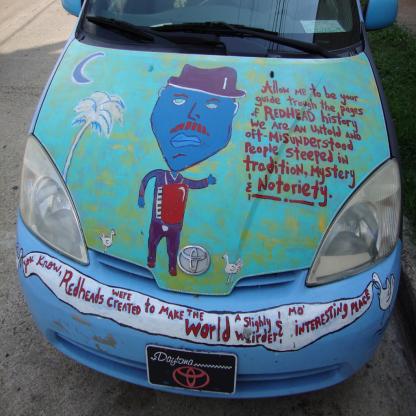 Allow me to be your
guide trough the pages
of REDHEAD history
We are an untold and
oft-misunderstood
People steeped in
tradition, Mystery
& Notoriety.
Know,
Redheads were
created to make the
World
a slightly
weirder!
& mo'
interesting place
Daytona